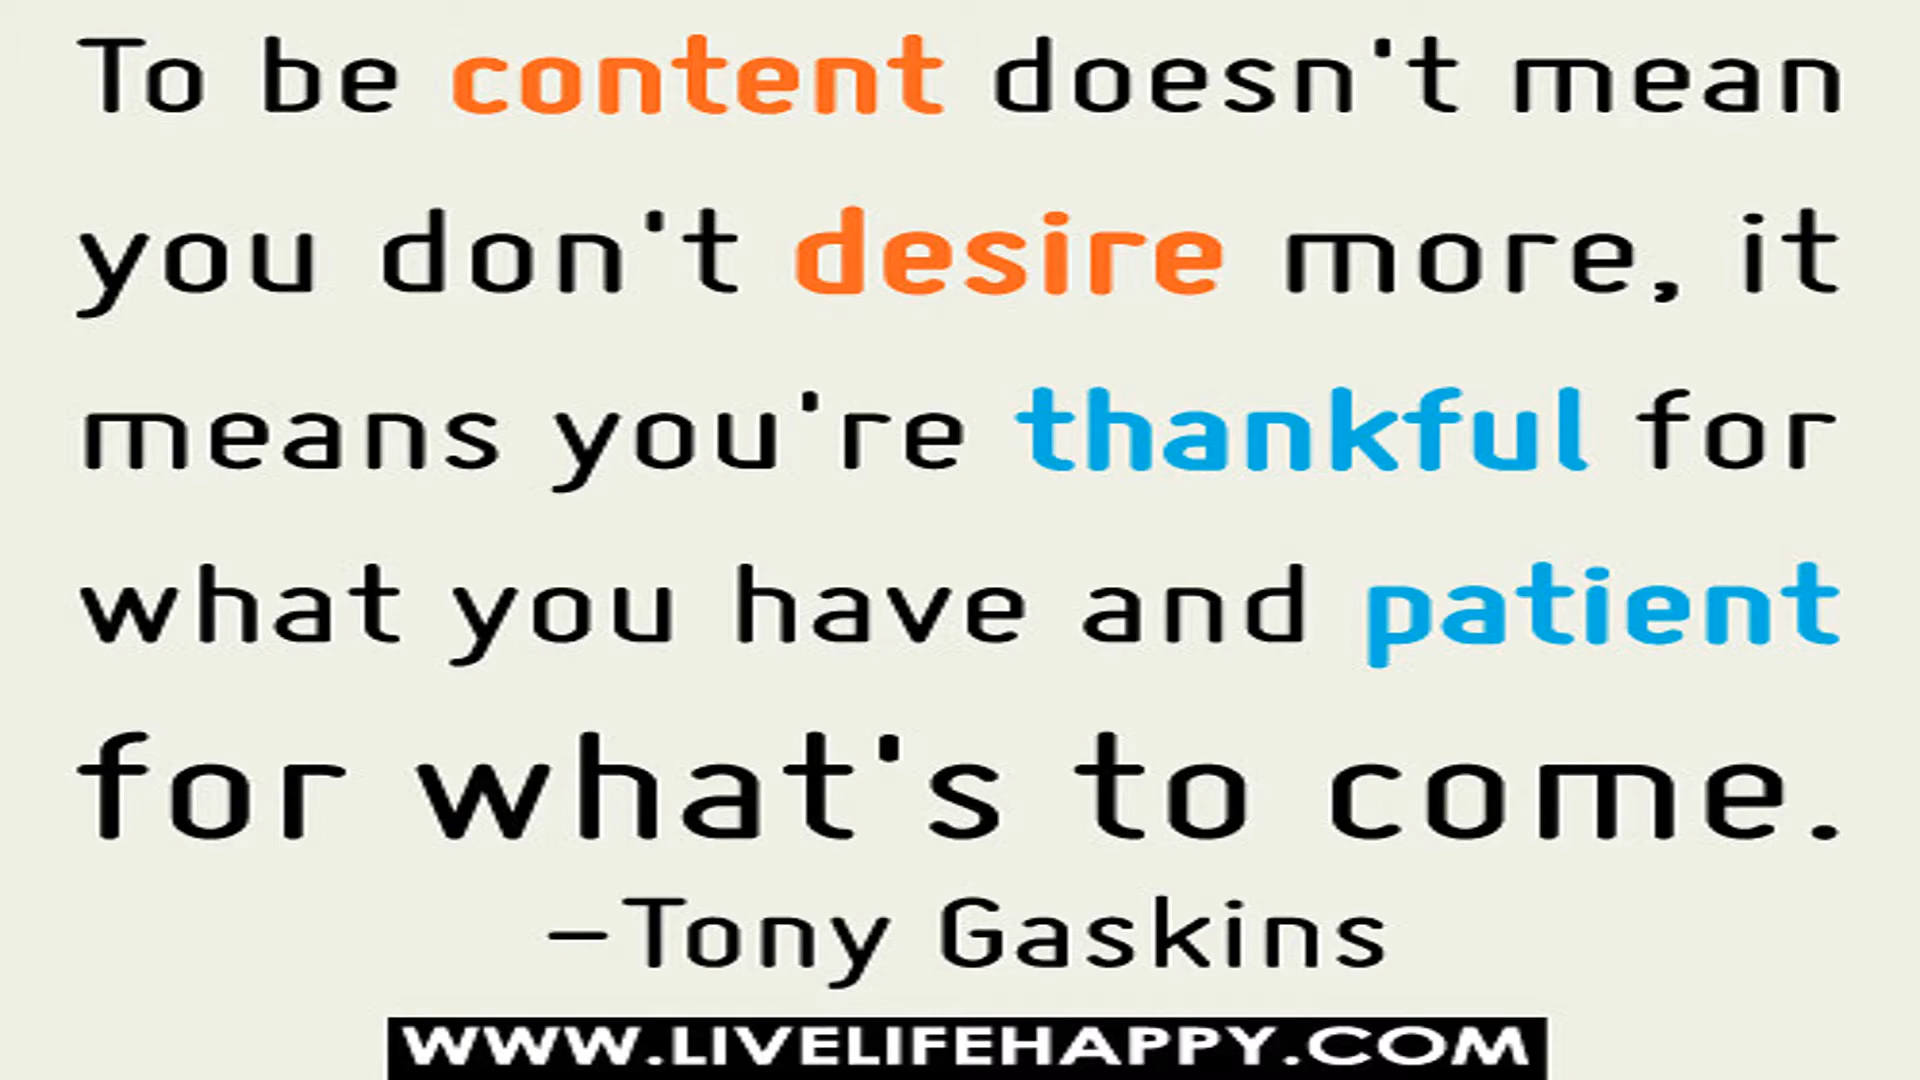 To be content doesn't mean
you don't desire more, it
means you're thankful for
what you have and patient
for what's to come.
-Tony Gaskins
WWW.LIVELIFEHAPPY.COM